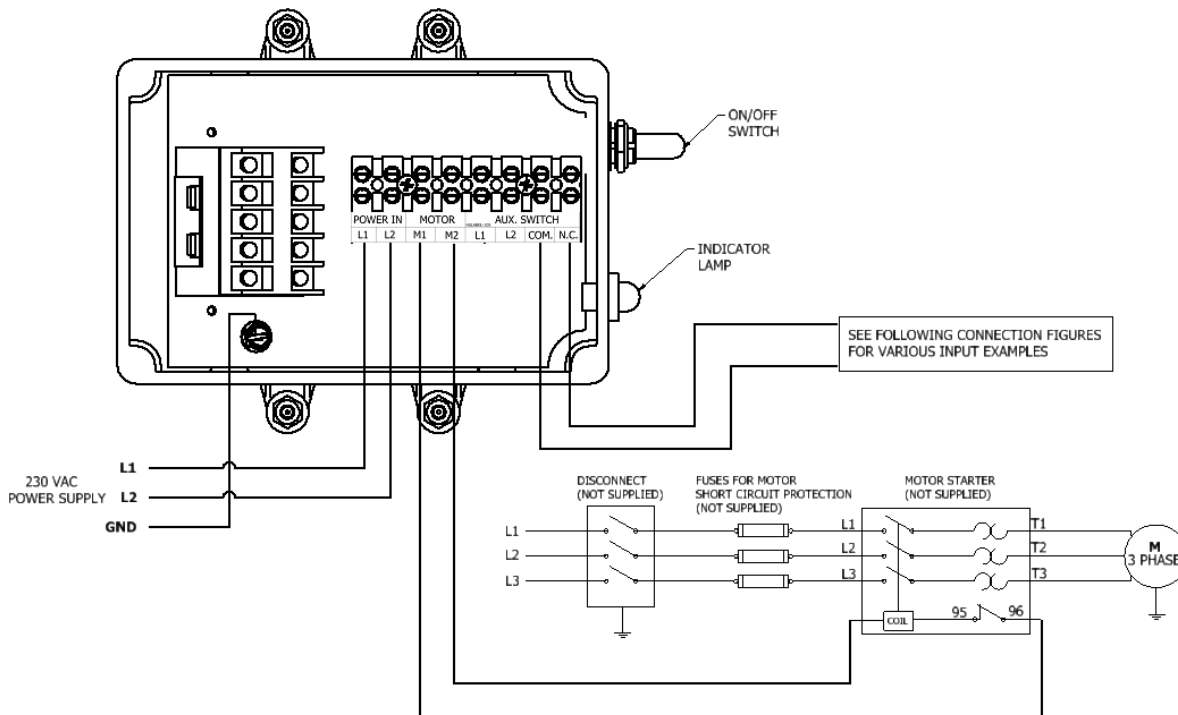 ON/OFF
SWITCH
POWER IN MOTOR AUX. SWITCH
L1 L2 M1 M2 L1 L2 COM. N.C.
INDICATOR
LAMP
SEE FOLLOWING CONNECTION FIGURES
FOR VARIOUS INPUT EXAMPLES
230 VAC
POWER SUPPLY
L1
L2
GND
DISCONNECT
(NOT SUPPLIED)
FUSES FOR MOTOR
SHORT CIRCUIT PROTECTION
(NOT SUPPLIED)
MOTOR STARTER
(NOT SUPPLIED)
L1 L1 T1
L2 L2 T2
L3 L3 T3
M
3 PHASE
COIL 95 96